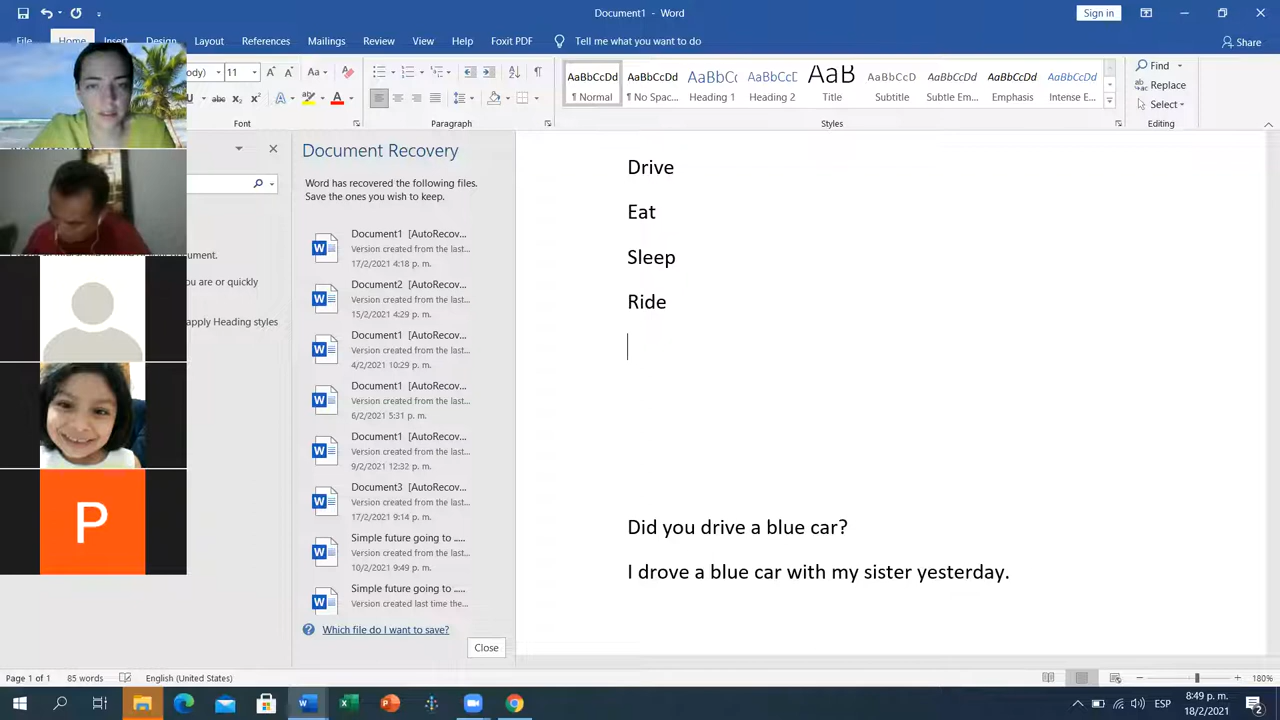 Document1 - Word
Sign in
File Home Insert Design Layout References Mailings Review View Help Foxit PDF Tell me what you want to do
Share
11
Aa
Font
Paragraph
AaBbCcDd
¶ Normal
AaBbCcDd
¶ No Spac...
AaBbCc
Heading 1
AaBbCcD
Heading 2
AaB
Title
AaBbCcD
Subtitle
AaBbCcDd
Subtle Em...
AaBbCcDd
Emphasis
AaBbCcDd
Intense E...
Styles
Find
Replace
Select
Editing
document.
you are or quickly
apply Heading styles
Document Recovery
Word has recovered the following files.
Save the ones you wish to keep.
Document1 [AutoRecov...
Version created from the last...
17/2/2021 4:18 p. m.
Document2 [AutoRecov...
Version created from the last...
15/2/2021 4:29 p. m.
Document1 [AutoRecov...
Version created from the last...
4/2/2021 10:29 p. m.
Document1 [AutoRecov...
Version created from the last...
6/2/2021 5:31 p. m.
Document1 [AutoRecov...
Version created from the last...
9/2/2021 12:32 p. m.
Document3 [AutoRecov...
Version created from the last...
17/2/2021 9:14 p. m.
Simple future going to .....
Version created from the last...
10/2/2021 9:49 p. m.
Simple future going to .....
Version created last time the...
Which file do I want to save?
Close
Drive
Eat
Sleep
Ride
Did you drive a blue car?
I drove a blue car with my sister yesterday.
P
Page 1 of 1
85 words
English (United States)
180%
ESP
8:49 p. m.
18/2/2021
2